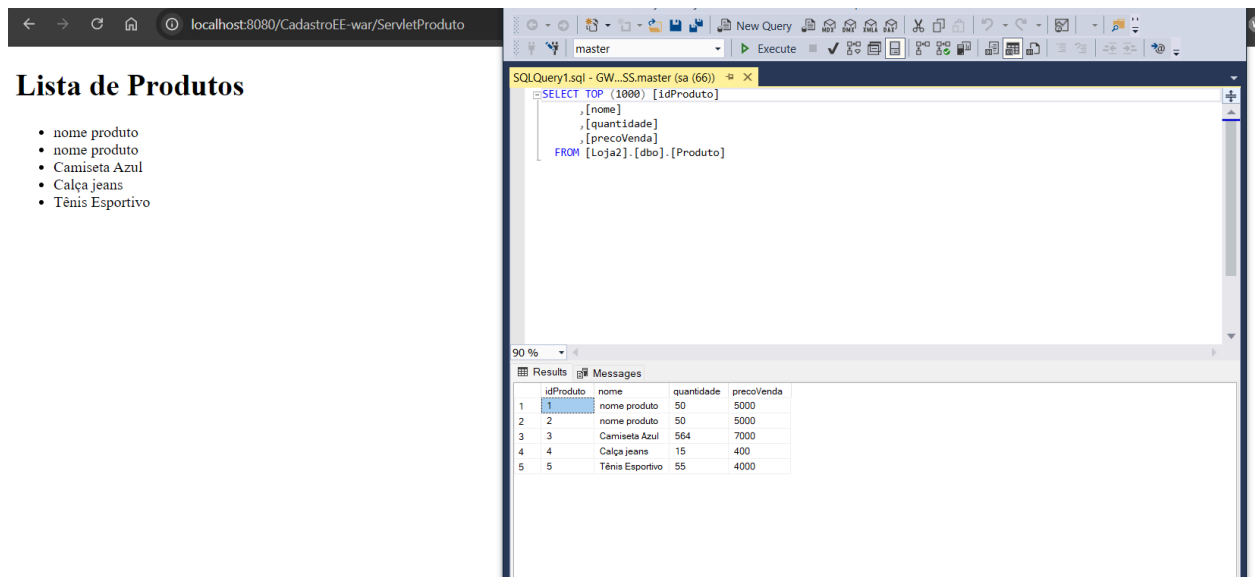 localhost:8080/CadastroEE-war/ServletProduto
Lista de Produtos
nome produto
nome produto
Camiseta Azul
Calça jeans
Tênis Esportivo
New Query
MDX DMX XMLA DAX
master
Execute
SQLQuery1.sql - GW...SS.master (sa (66))
SELECT TOP (1000) [idProduto]
,[nome]
,[quantidade]
,[precoVenda]
FROM [Loja2].[dbo].[Produto]
90 %
Results Messages
idProduto nome quantidade precoVenda
1 1 nome produto 50 5000
2 2 nome produto 50 5000
3 3 Camiseta Azul 564 7000
4 4 Calça jeans 15 400
5 5 Tênis Esportivo 55 4000